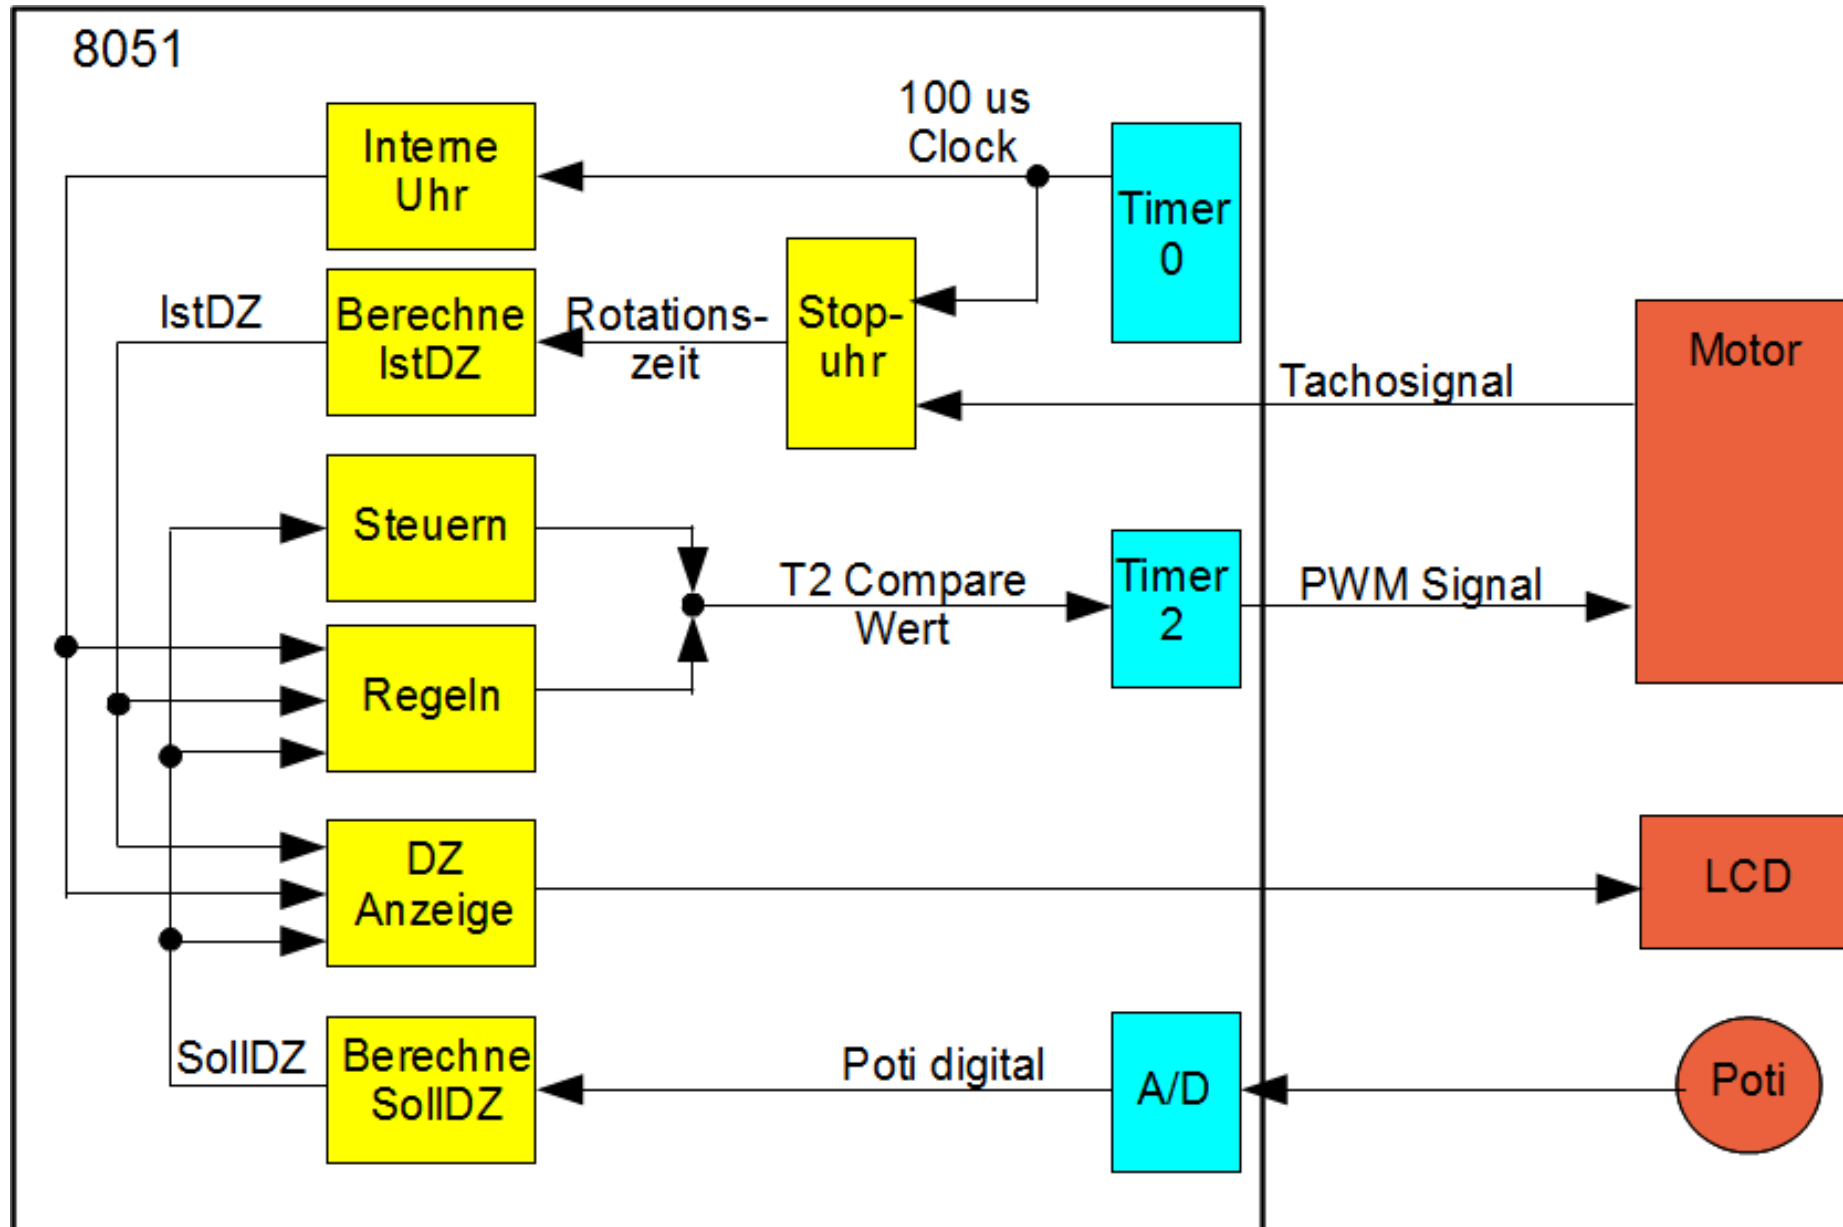 8051
100 us
Clock
Interne
Uhr
Timer
0
IstDZ
Berechne
IstDZ
Rotations-
zeit
Stop-
uhr
Motor
Tachosignal
Steuern
T2 Compare
Wert
Timer
2
PWM Signal
Regeln
DZ
Anzeige
LCD
SollDZ
Berechne
SollDZ
Poti digital
A/D
Poti